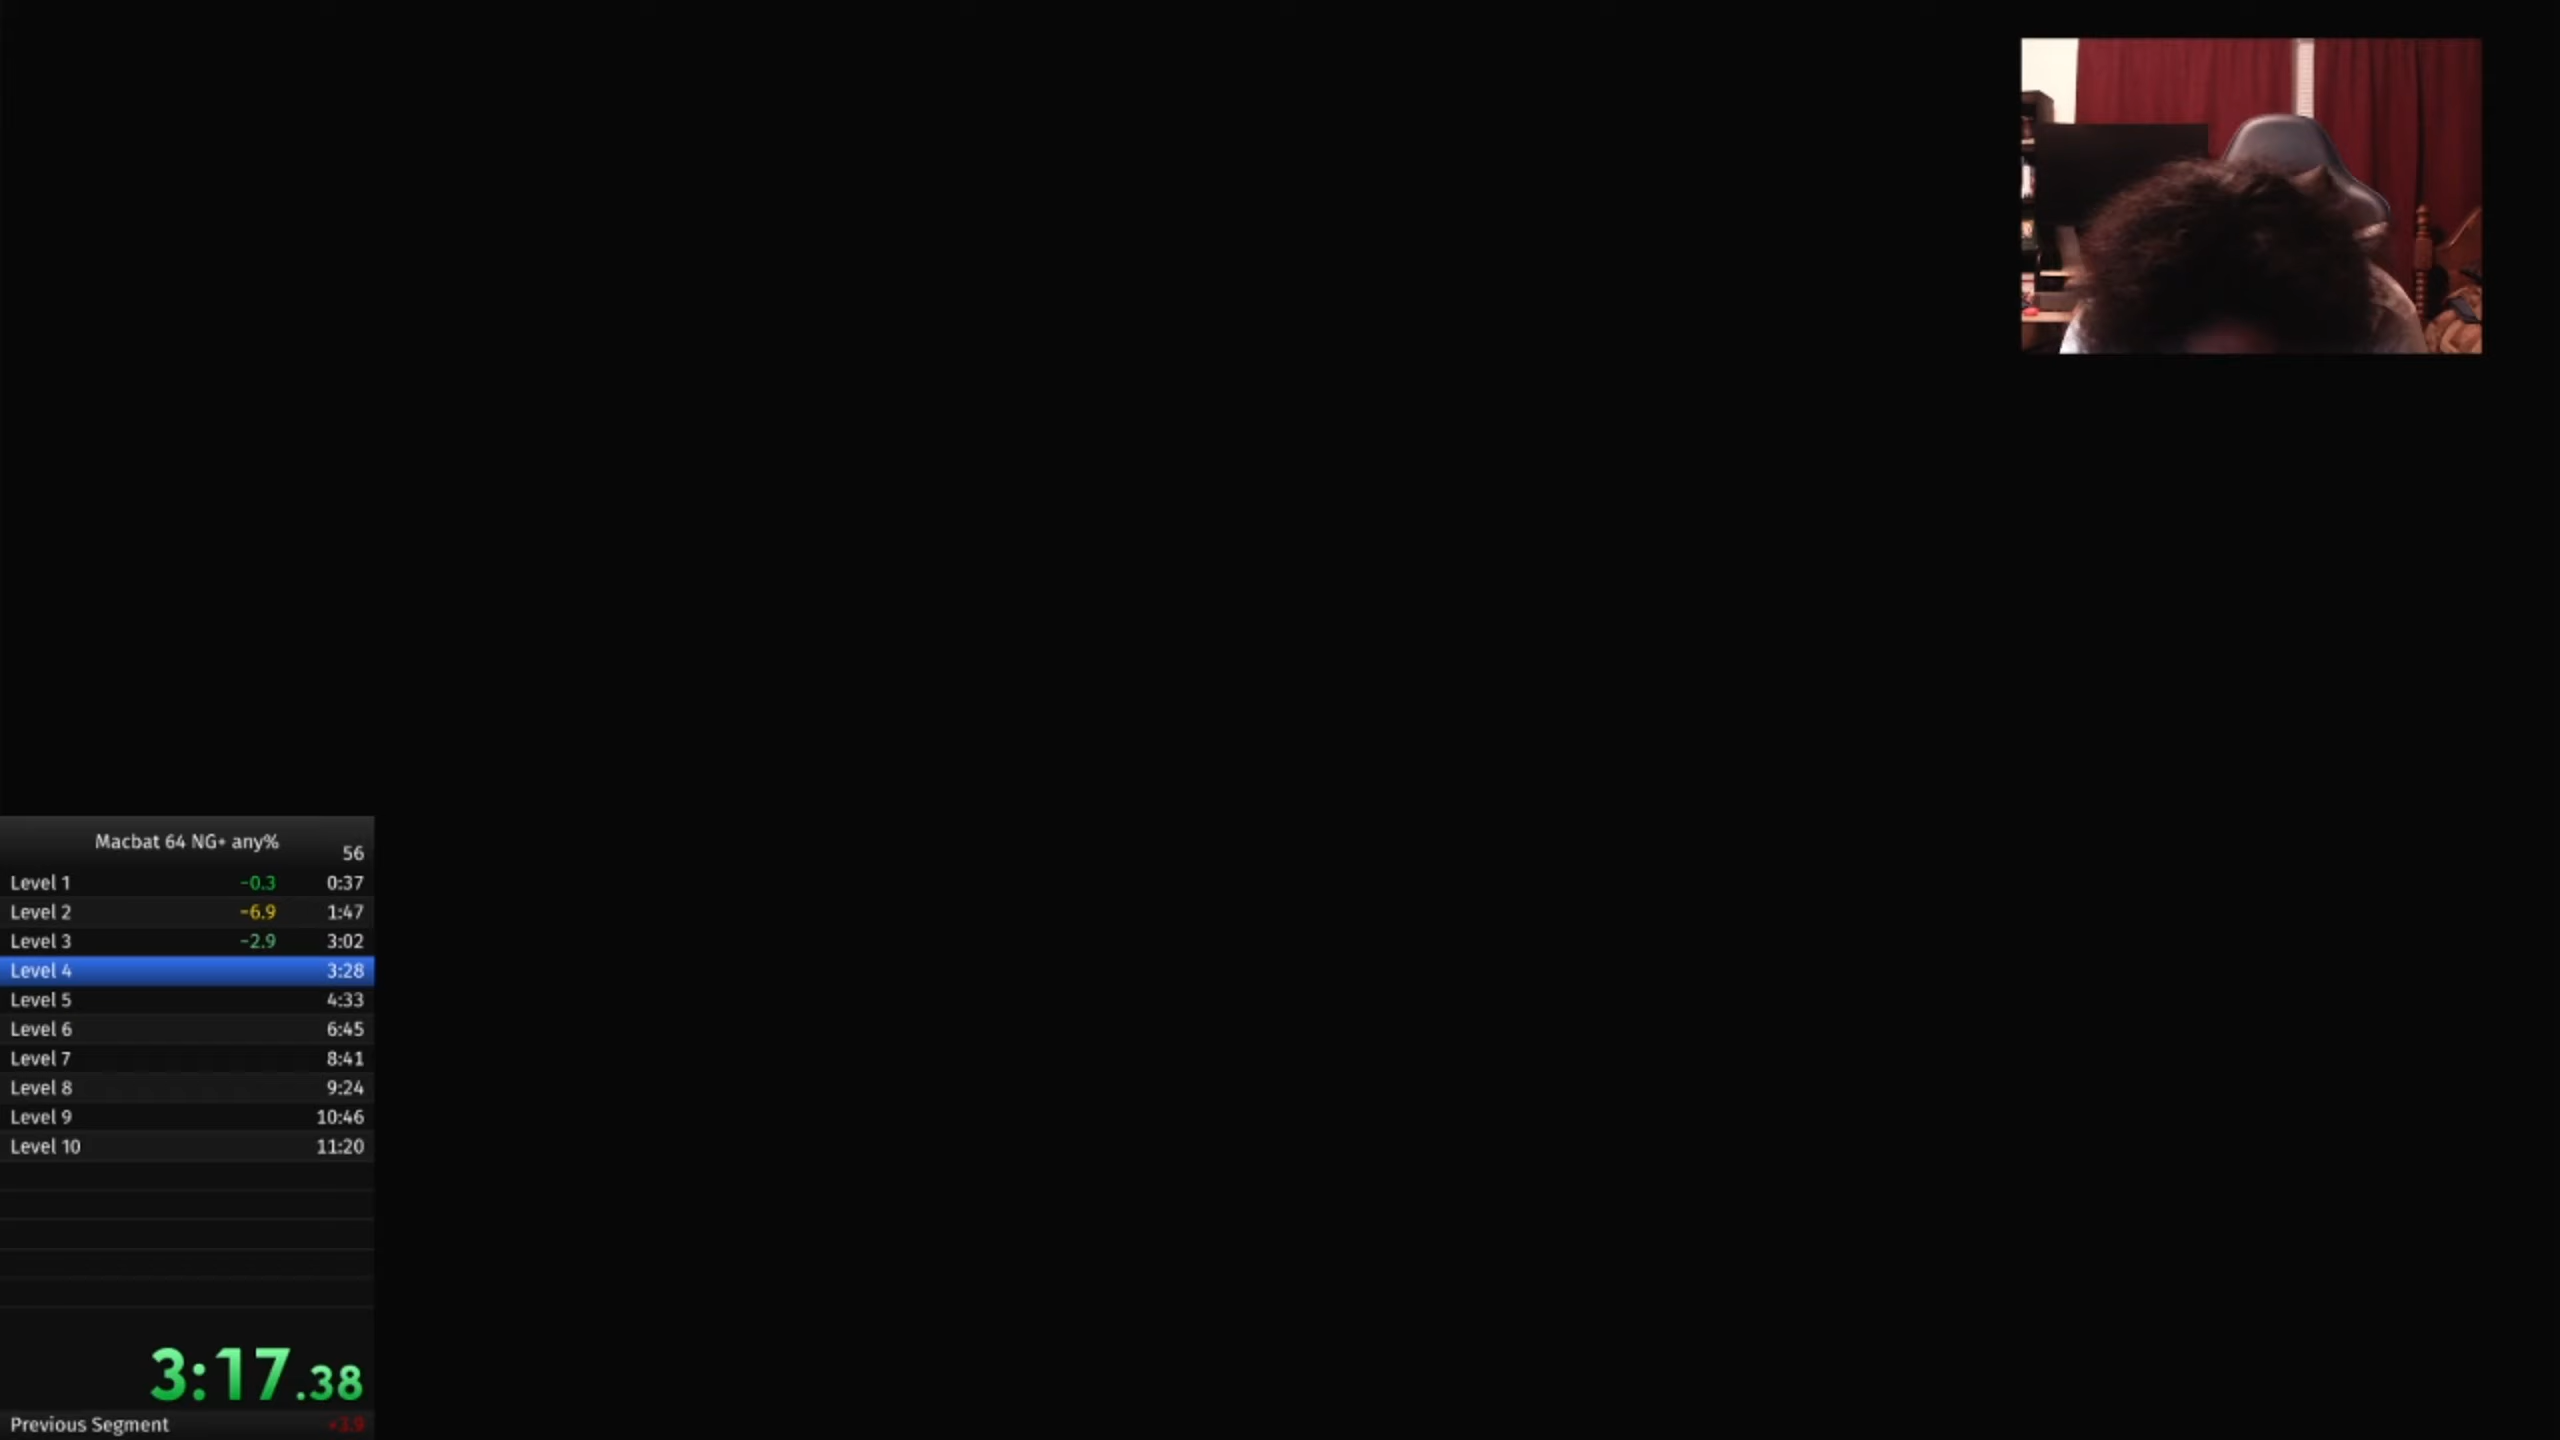 Macbat 64 NG+ any%
56
Level 1 -0.3 0:37
Level 2 -6.9 1:47
Level 3 -2.9 3:02
Level 4 3:28
Level 5 4:33
Level 6 6:45
Level 7 8:41
Level 8 9:24
Level 9 10:46
Level 10 11:20
3:17.38
Previous Segment +3.9